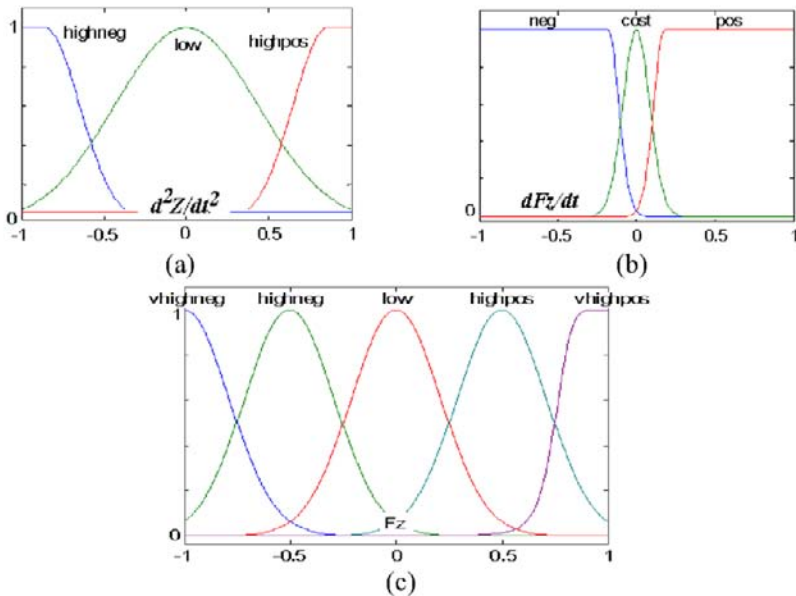 1
highneg
low
highpos
0
d²Z/dt²
-1 -0.5 0 0.5 1
(a)
neg cost pos
0
dFz/dt
-1 -0.5 0 0.5 1
(b)
vhighneg highneg low highpos vhighpos
1
0
Fz
-1 -0.5 0 0.5 1
(c)